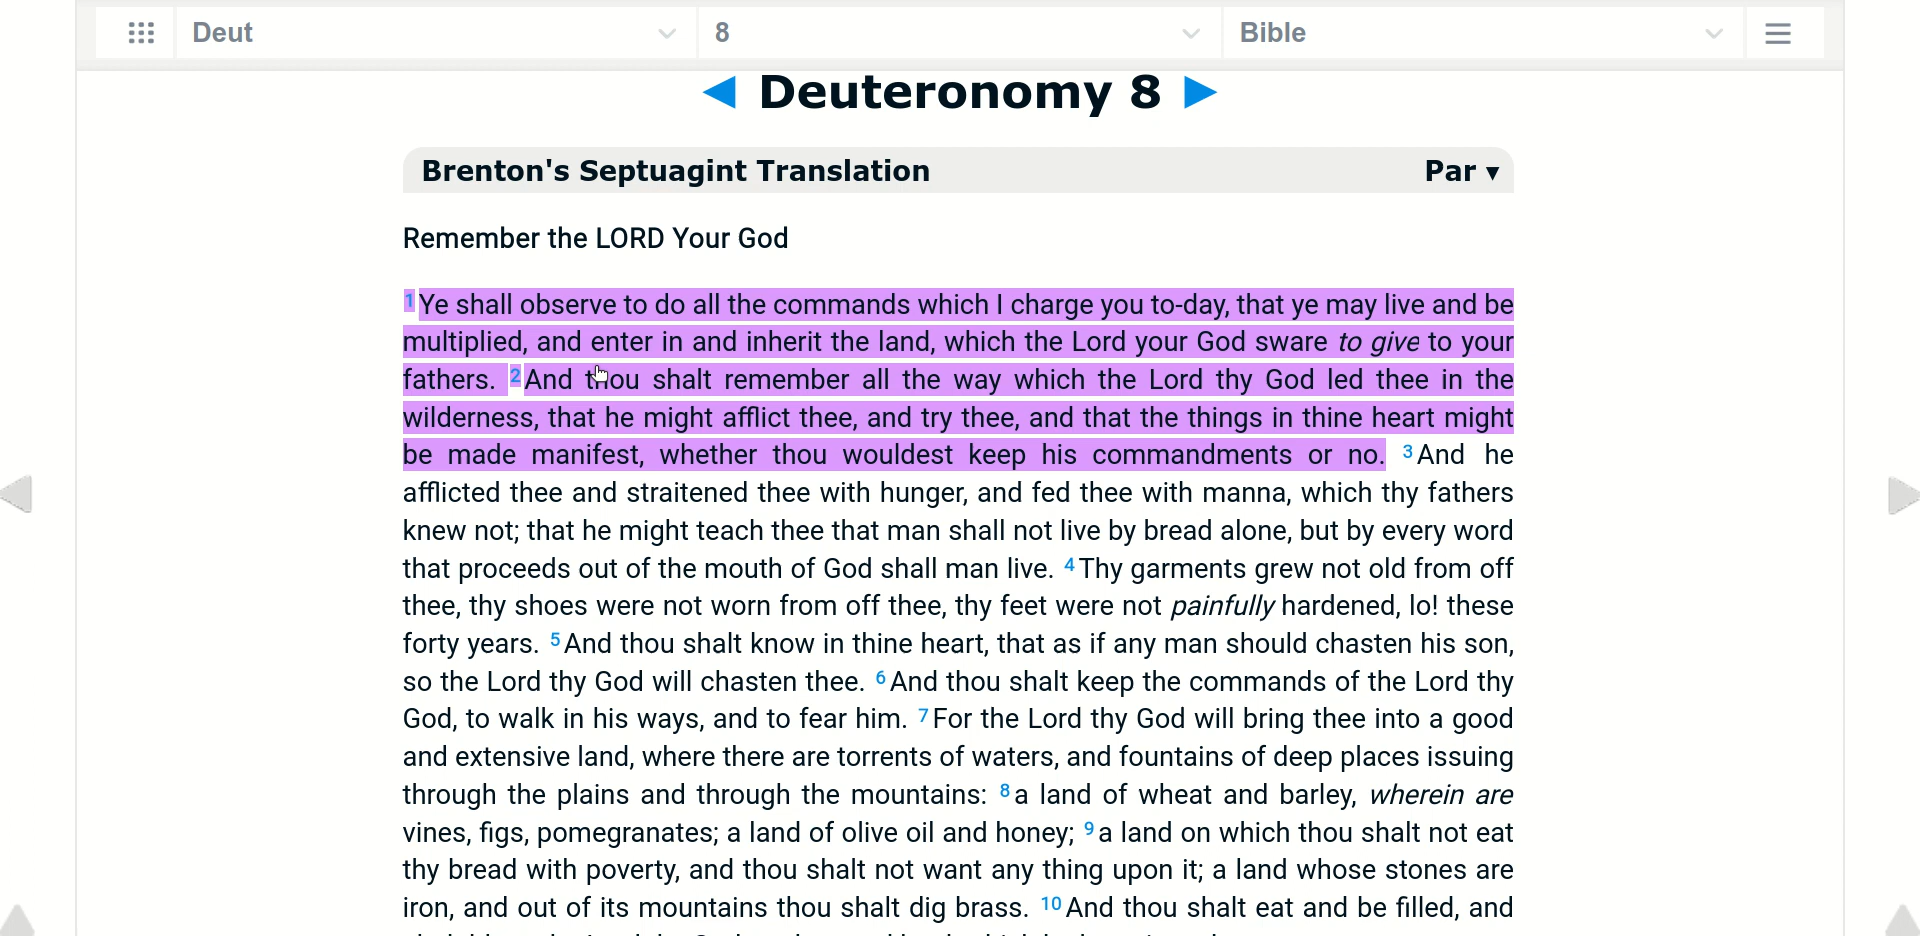 Deut
8
Bible
Deuteronomy 8
Brenton's Septuagint Translation
Par ▾
Remember the LORD Your God
1 Ye shall observe to do all the commands which I charge you to-day, that ye may live and be
multiplied, and enter in and inherit the land, which the Lord your God sware to give to your
fathers. 2 And thou shalt remember all the way which the Lord thy God led thee in the
wilderness, that he might afflict thee, and try thee, and that the things in thine heart might
be made manifest, whether thou wouldest keep his commandments or no. 3 And he
afflicted thee and straitened thee with hunger, and fed thee with manna, which thy fathers
knew not; that he might teach thee that man shall not live by bread alone, but by every word
that proceeds out of the mouth of God shall man live. 4 Thy garments grew not old from off
thee, thy shoes were not worn from off thee, thy feet were not painfully hardened, lo! these
forty years. 5 And thou shalt know in thine heart, that as if any man should chasten his son,
so the Lord thy God will chasten thee. 6 And thou shalt keep the commands of the Lord thy
God, to walk in his ways, and to fear him. 7 For the Lord thy God will bring thee into a good
and extensive land, where there are torrents of waters, and fountains of deep places issuing
through the plains and through the mountains: 8 a land of wheat and barley, wherein are
vines, figs, pomegranates; a land of olive oil and honey; 9 a land on which thou shalt not eat
thy bread with poverty, and thou shalt not want any thing upon it; a land whose stones are
iron, and out of its mountains thou shalt dig brass. 10 And thou shalt eat and be filled, and